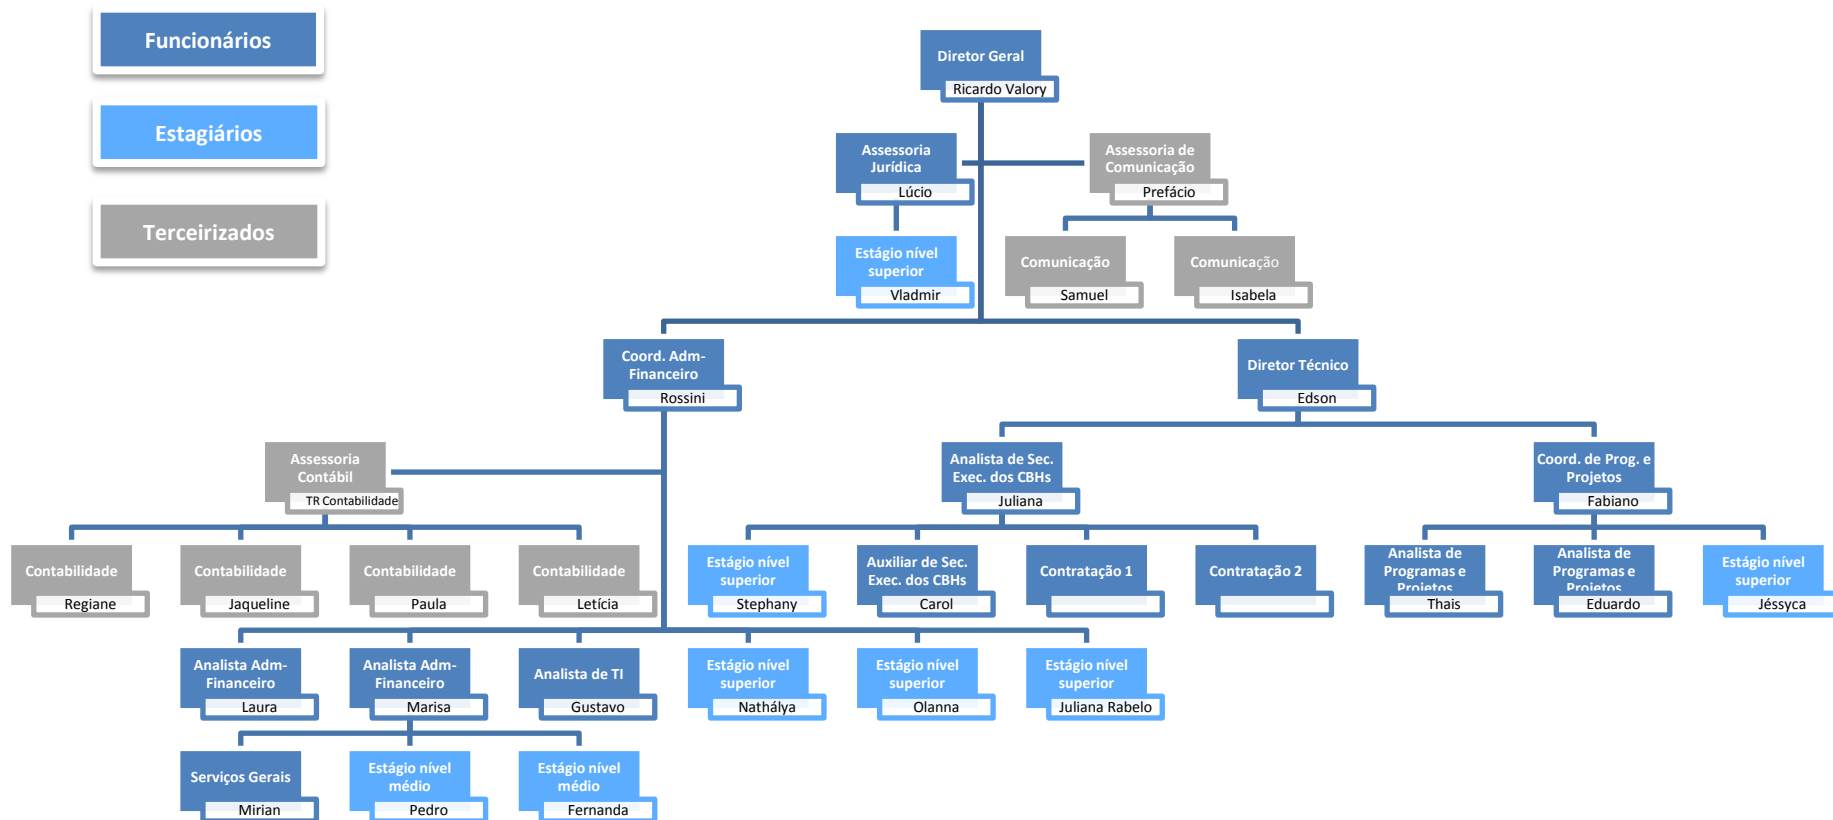 Funcionários
Estagiários
Terceirizados
Diretor Geral
Ricardo Valory
Assessoria
Jurídica
Lúcio
Assessoria de
Comunicação
Prefácio
Estágio nível
superior
Vladmir
Comunicação
Samuel
Comunicação
Isabela
Coord. Adm-
Financeiro
Rossini
Diretor Técnico
Edson
Assessoria
Contábil
TR Contabilidade
Analista de Sec.
Exec. dos CBHs
Juliana
Coord. de Prog. e
Projetos
Fabiano
Contabilidade
Regiane
Contabilidade
Jaqueline
Contabilidade
Paula
Contabilidade
Letícia
Estágio nível
superior
Stephany
Auxiliar de Sec.
Exec. dos CBHs
Carol
Contratação 1
Contratação 2
Analista de
Programas e
Projetos
Thais
Analista de
Programas e
Projetos
Eduardo
Estágio nível
superior
Jéssyca
Analista Adm-
Financeiro
Laura
Analista Adm-
Financeiro
Marisa
Analista de TI
Gustavo
Estágio nível
superior
Nathálya
Estágio nível
superior
Olanna
Estágio nível
superior
Juliana Rabelo
Serviços Gerais
Mirian
Estágio nível
médio
Pedro
Estágio nível
médio
Fernanda